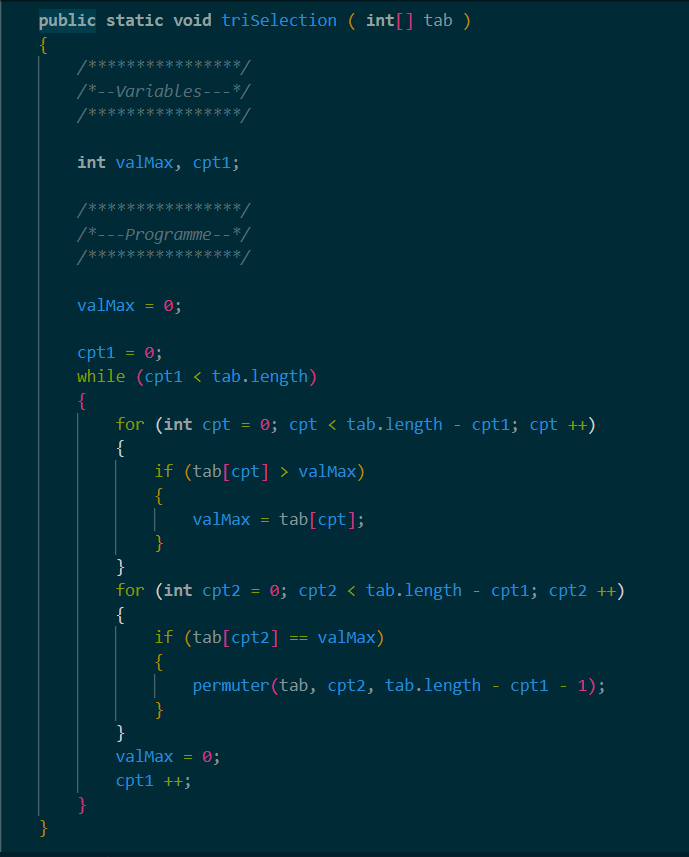 public static void triSelection ( int[] tab )
{
/****************/
/*--Variables---*/
/****************/
int valMax, cpt1;
/****************/
/*---Programme--*/
/****************/
valMax = 0;
cpt1 = 0;
while (cpt1 < tab.length)
{
for (int cpt = 0; cpt < tab.length - cpt1; cpt ++)
{
if (tab[cpt] > valMax)
{
valMax = tab[cpt];
}
}
for (int cpt2 = 0; cpt2 < tab.length - cpt1; cpt2 ++)
{
if (tab[cpt2] == valMax)
{
permuter(tab, cpt2, tab.length - cpt1 - 1);
}
}
valMax = 0;
cpt1 ++;
}
}